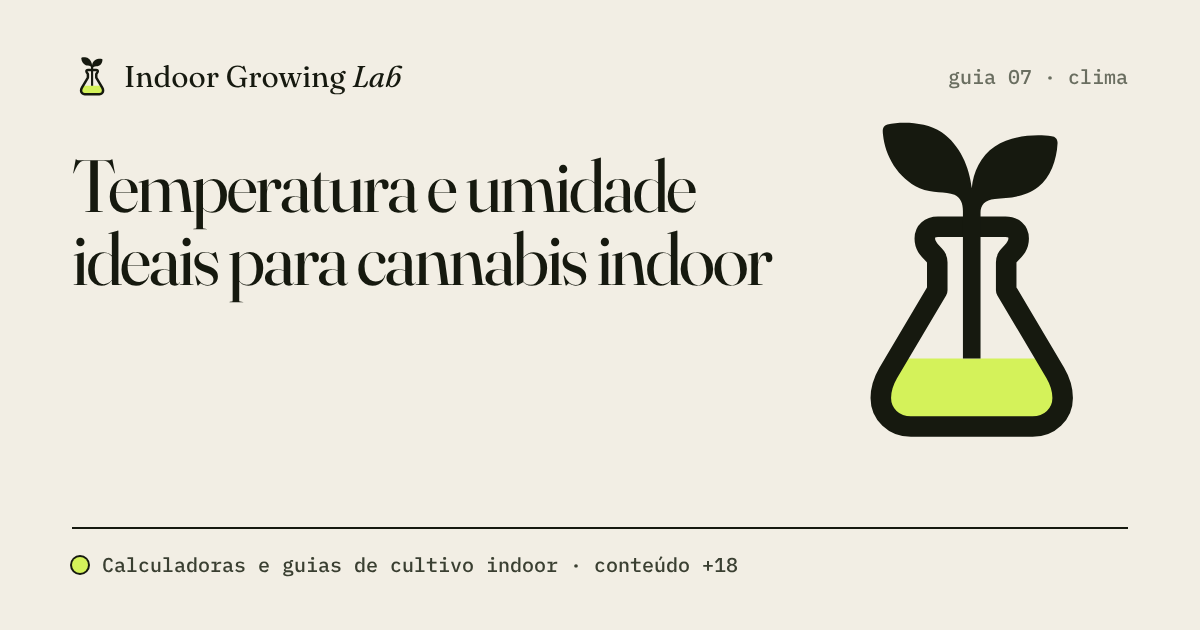 Indoor Growing Lab
guia 07 · clima
Temperatura e umidade
ideais para cannabis indoor
Calculadoras e guias de cultivo indoor · conteúdo +18